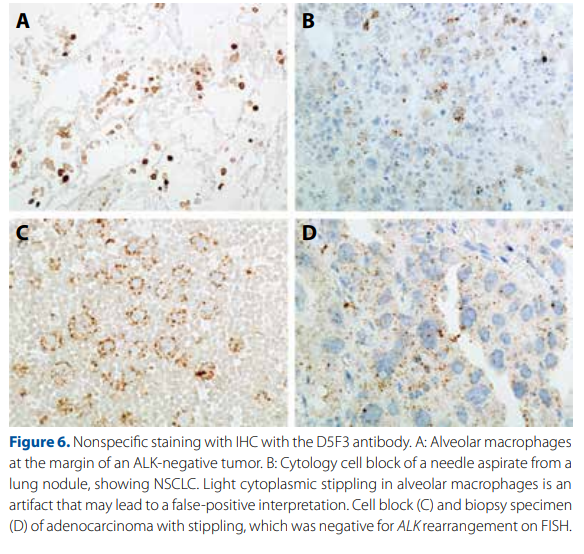 A
B
C
D
Figure 6. Nonspecific staining with IHC with the D5F3 antibody. A: Alveolar macrophages
at the margin of an ALK-negative tumor. B: Cytology cell block of a needle aspirate from a
lung nodule, showing NSCLC. Light cytoplasmic stippling in alveolar macrophages is an
artifact that may lead to a false-positive interpretation. Cell block (C) and biopsy specimen
(D) of adenocarcinoma with stippling, which was negative for ALK rearrangement on FISH.